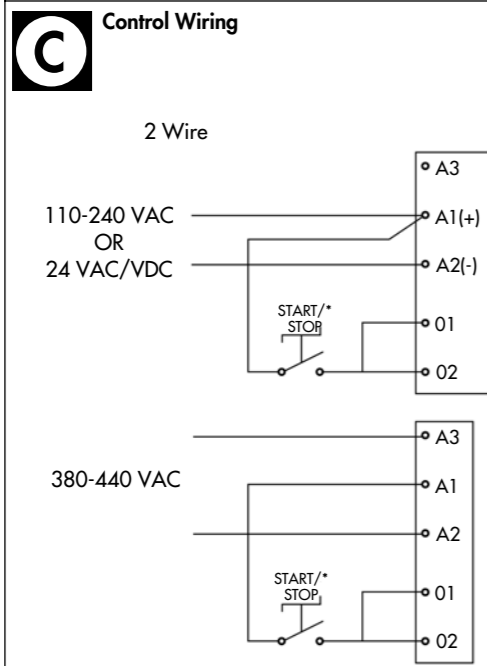 C
Control Wiring
2 Wire
A3
110-240 VAC
A1(+)
OR
24 VAC/VDC
A2(-)
START/*
STOP
01
02
A3
380-440 VAC
A1
A2
START/*
STOP
01
02